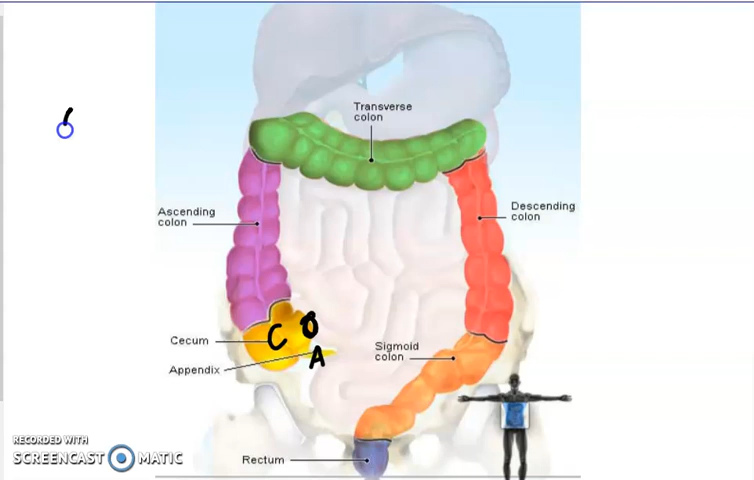 Transverse
colon
Ascending
colon
Descending
colon
C
Cecum
A
Sigmoid
colon
Appendix
RECORDED WITH
SCREENCAST MATIC
Rectum